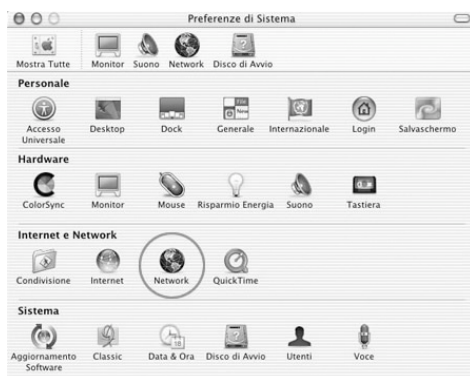 Preferenze di Sistema
Mostra Tutte Monitor Suono Network Disco di Avvio
Personale
Accesso Universale Desktop Dock Generale Internazionale Login Salvaschermo
Hardware
ColorSync Monitor Mouse Risparmio Energia Suono Tastiera
Internet e Network
Condivisione Internet Network QuickTime
Sistema
Aggiornamento Software Classic Data & Ora Disco di Avvio Utenti Voce